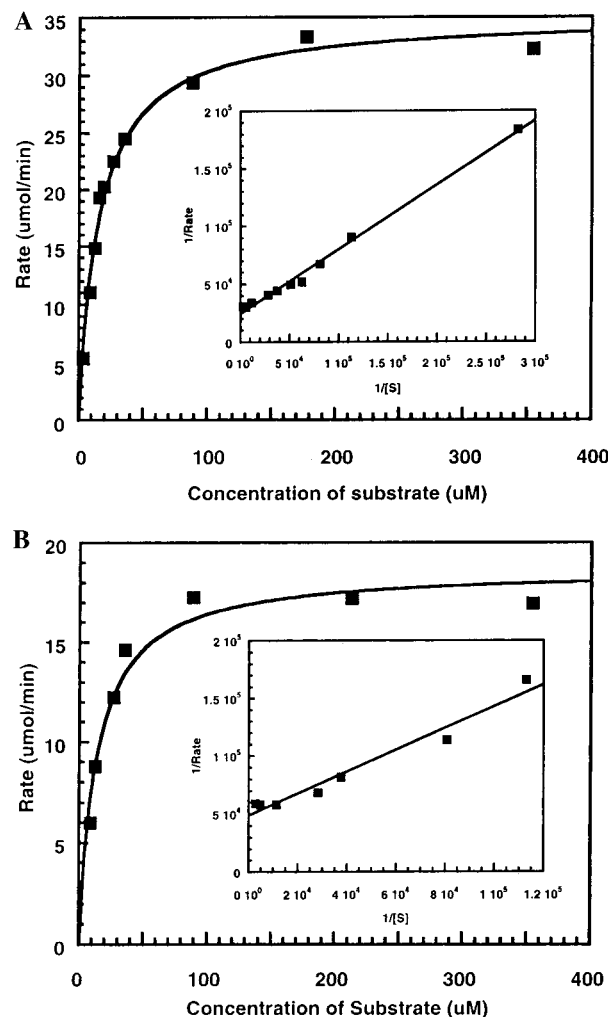 A
35
30
25
20
15
10
5
0
Rate (umol/min)
0 100 200 300 400
Concentration of substrate (uM)
2 10⁵
1.5 10⁵
1 10⁵
5 10⁴
0
1/Rate
0 10⁰ 5 10⁴ 1 10⁵ 1.5 10⁵ 2 10⁵ 2.5 10⁵ 3 10⁵
1/[S]
B
20
15
10
5
0
Rate (umol/min)
0 100 200 300 400
Concentration of Substrate (uM)
2 10⁵
1.5 10⁵
1 10⁵
5 10⁴
0
1/Rate
0 10⁰ 2 10⁴ 4 10⁴ 6 10⁴ 8 10⁴ 1 10⁵ 1.2 10⁵
1/[S]